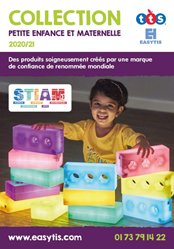 COLLECTION
PETITE ENFANCE ET MATERNELLE
2020/21
tts
EASYTIS
Des produits soigneusement créés par une marque
de confiance de renommée mondiale
STEAM
www.easytis.com
01 73 79 14 22